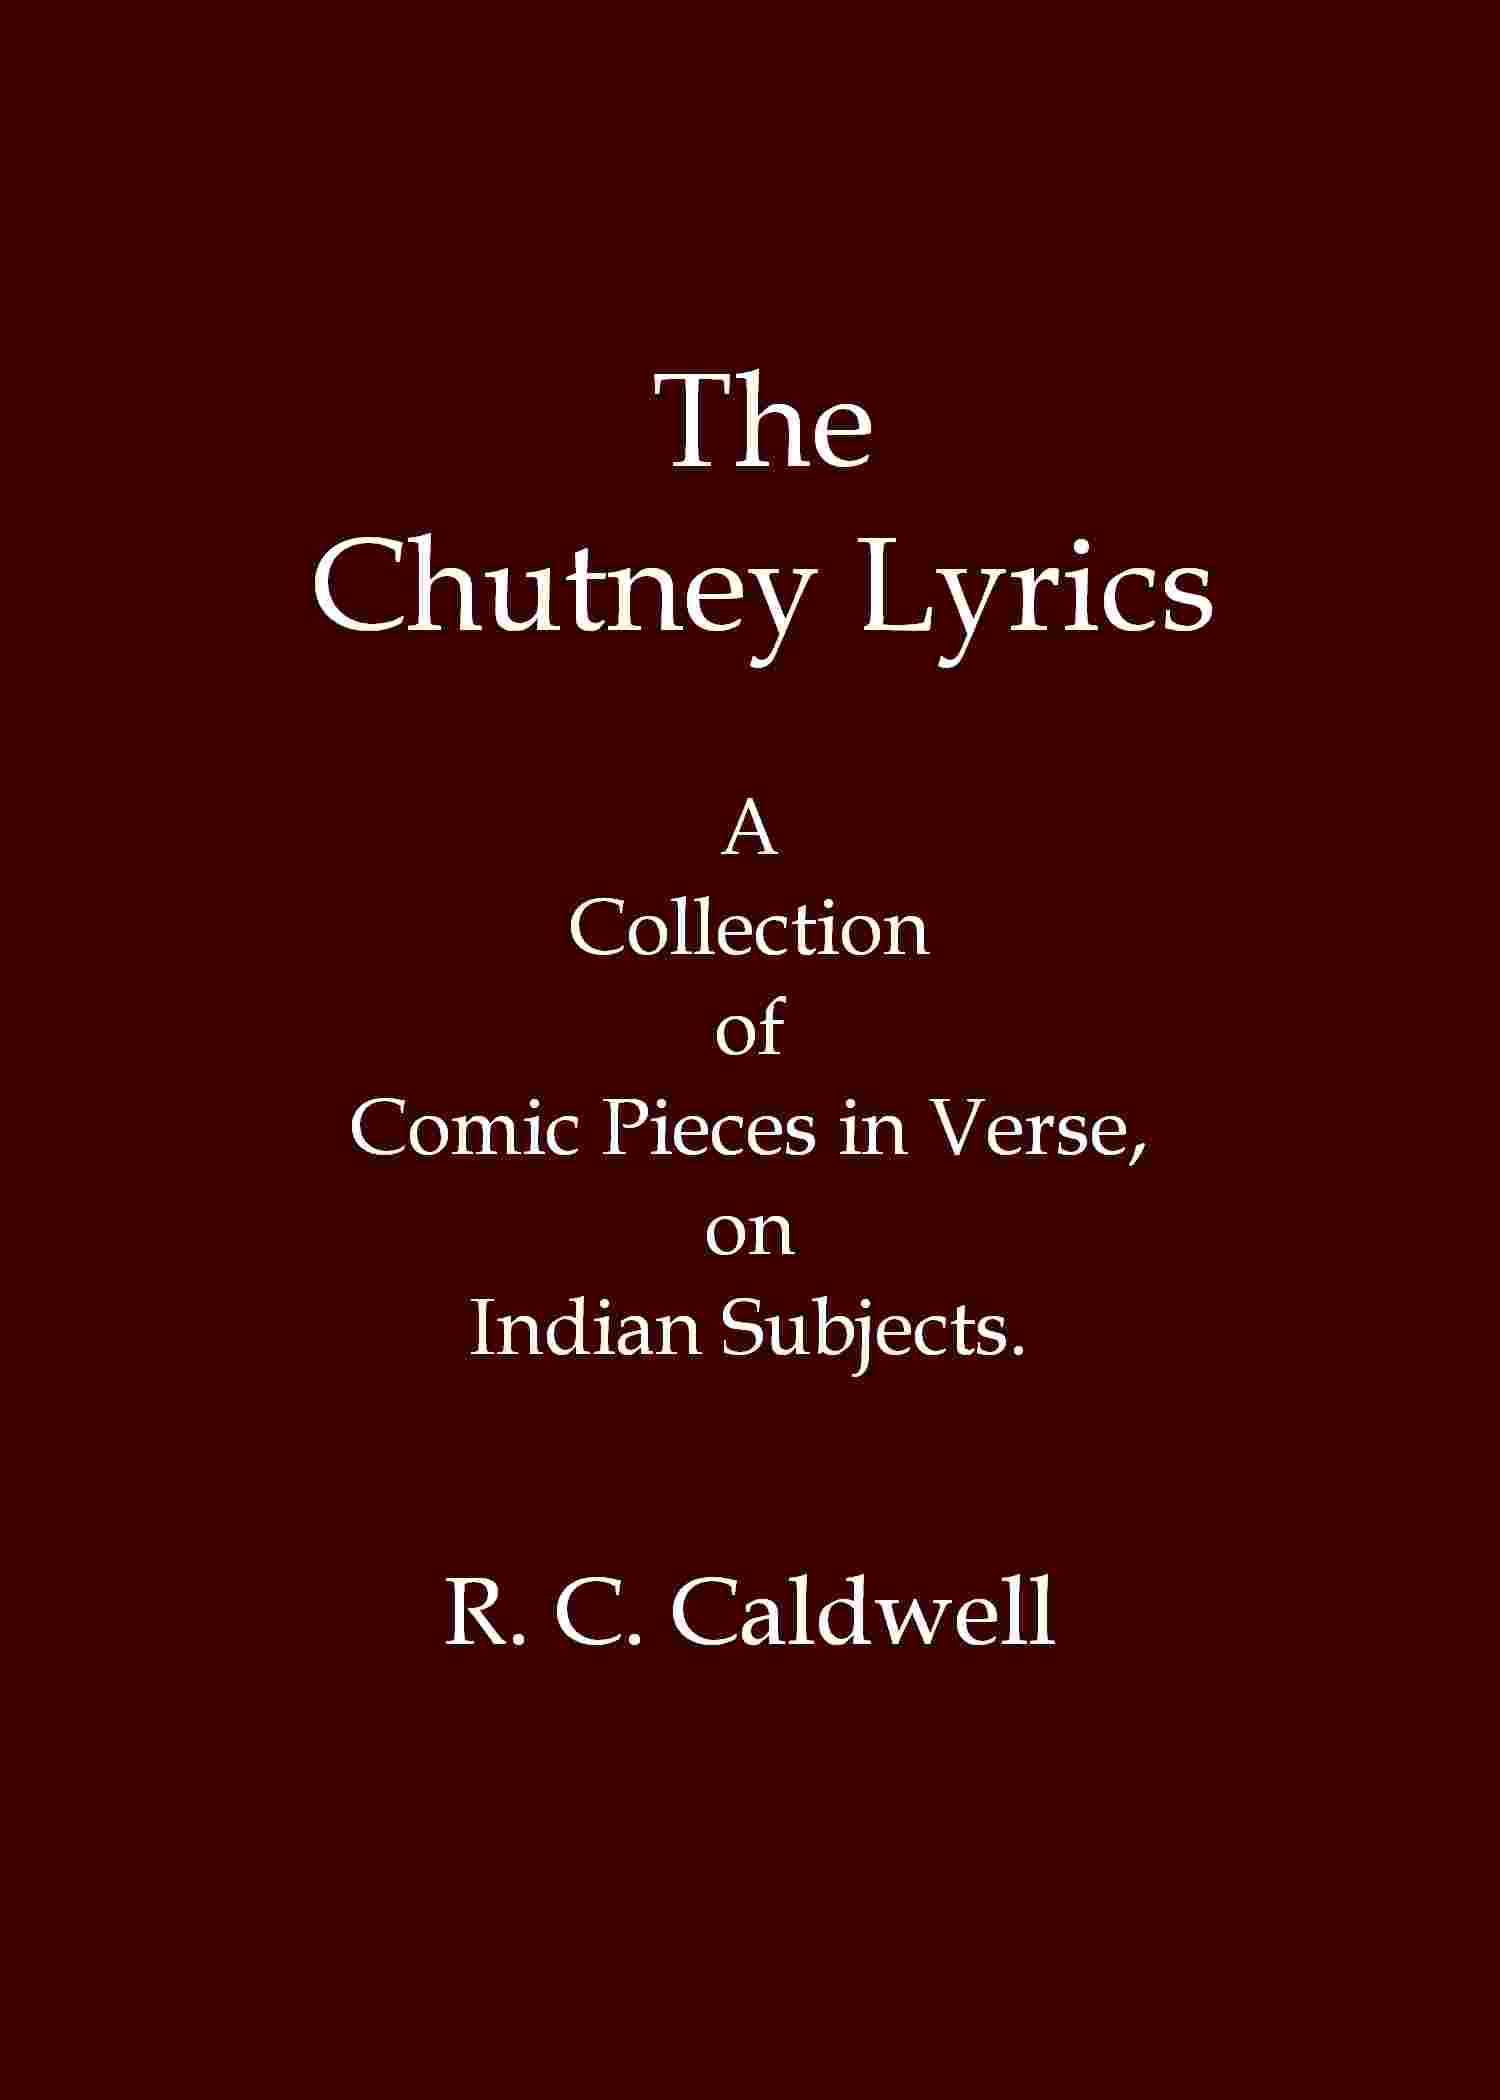 The
Chutney Lyrics
A
Collection
of
Comic Pieces in Verse,
on
Indian Subjects.
R. C. Caldwell